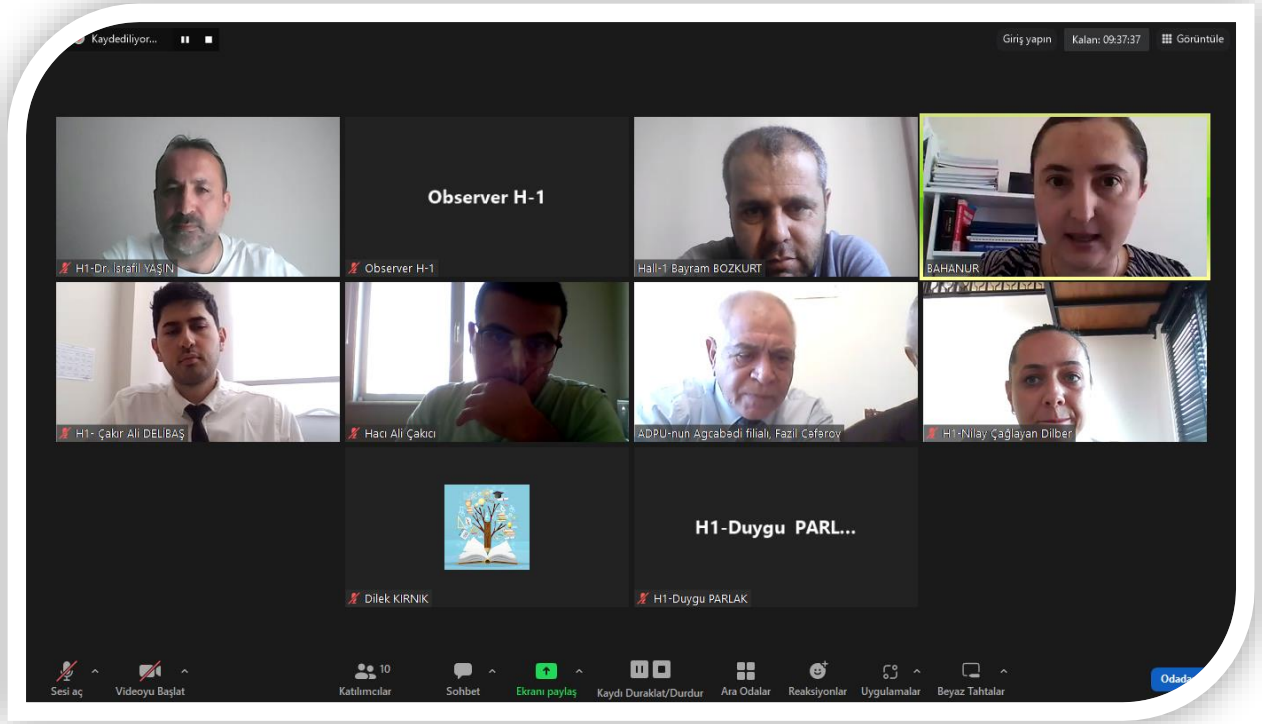 Kaydediliyor...
Giriş yapın
Kalan: 09:37:37
Görüntüle
Observer H-1
H1-Dr. İsrafil YAŞIN
Observer H-1
Hall-1 Bayram BOZKURT
BAHANUR
H1- Çakır Ali DELİBAŞ
Hacı Ali Çakıcı
ADPU-nun Agcabədi filialı, Fazil Cəfərov
H1-Nilay Çağlayan Dilber
H1-Duygu PARL...
Dilek KIRNIK
H1-Duygu PARLAK
Sesi aç
Videoyu Başlat
10
Katılımcılar
Sohbet
Ekranı paylaş
Kaydı Duraklat/Durdur
Ara Odalar
Reaksiyonlar
Uygulamalar
Beyaz Tahtalar